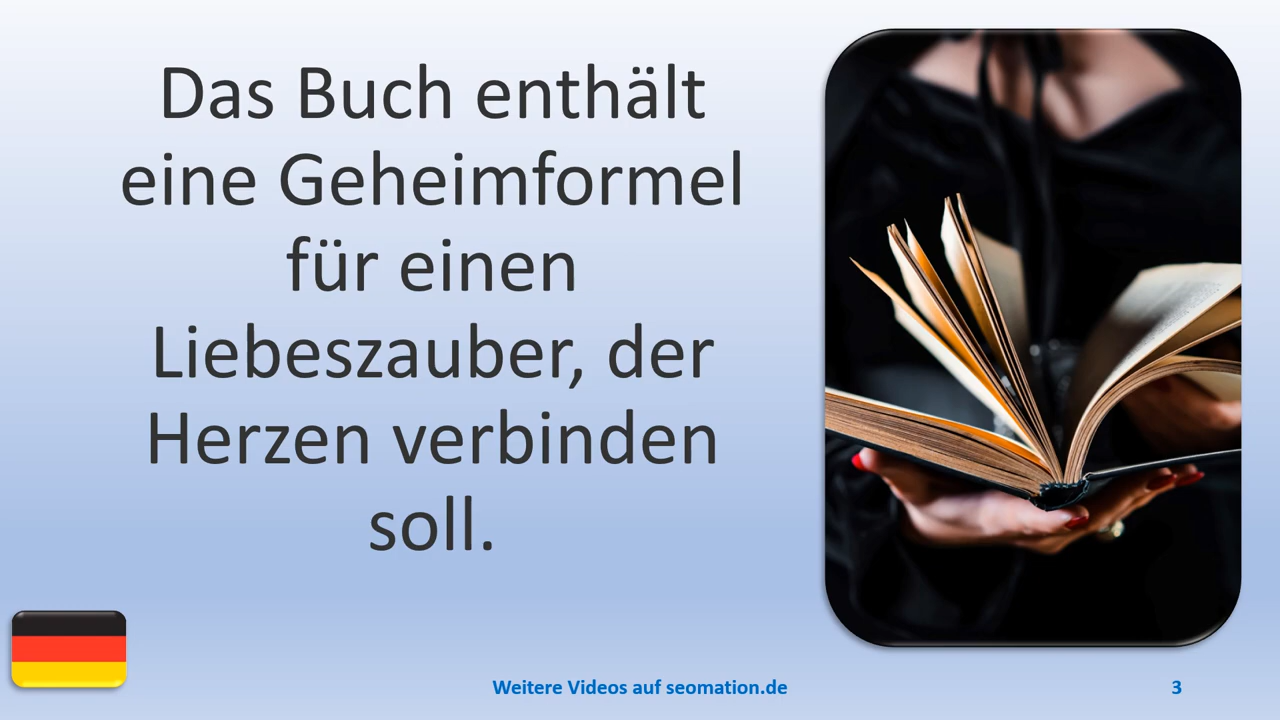 Das Buch enthält
eine Geheimformel
für einen
Liebeszauber, der
Herzen verbinden
soll.
Weitere Videos auf seomation.de
3